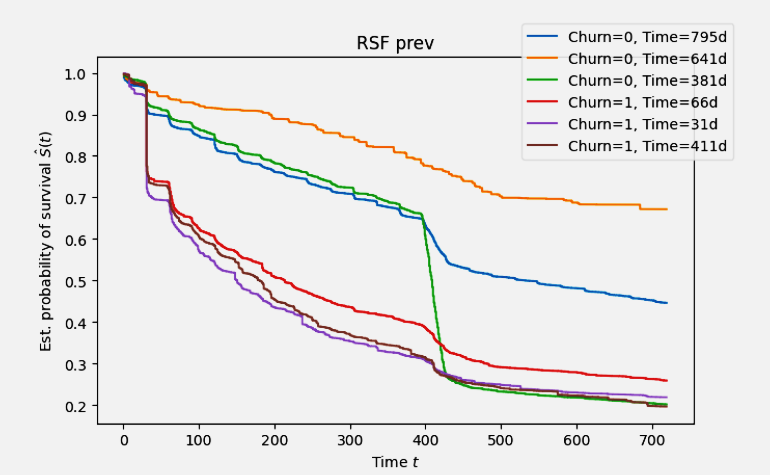 RSF prev
Churn=0, Time=795d
Churn=0, Time=641d
Churn=0, Time=381d
Churn=1, Time=66d
Churn=1, Time=31d
Churn=1, Time=411d
Est. probability of survival Ŝ(t)
1.0
0.9
0.8
0.7
0.6
0.5
0.4
0.3
0.2
0 100 200 300 400 500 600 700
Time t